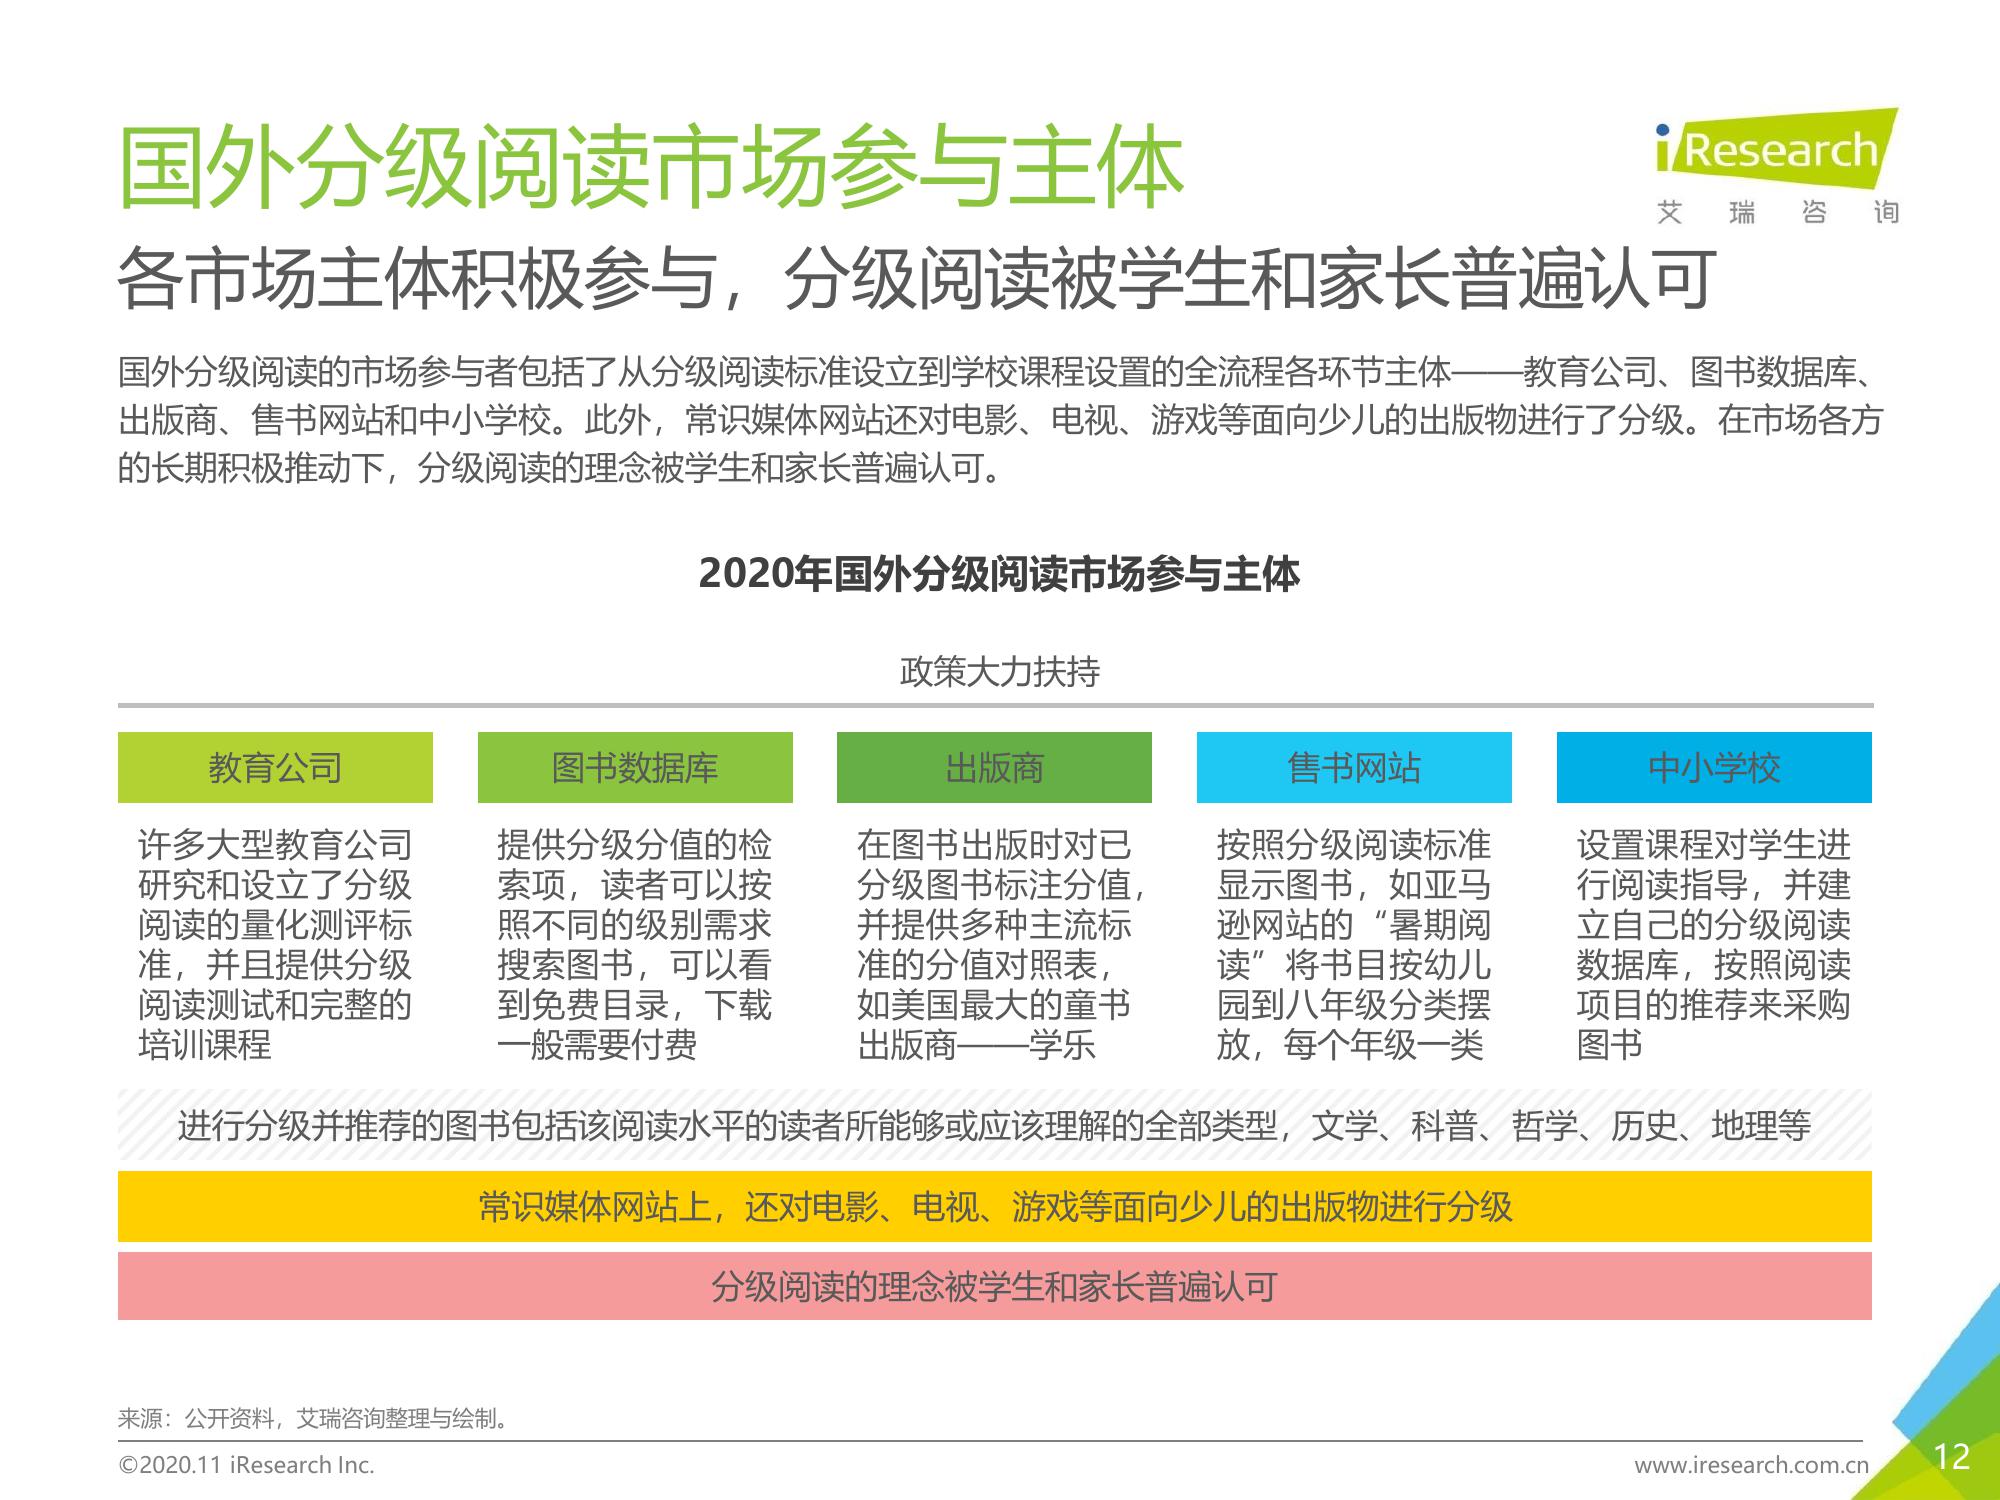 国外分级阅读市场参与主体
iResearch
艾瑞咨询
各市场主体积极参与，分级阅读被学生和家长普遍认可
国外分级阅读的市场参与者包括了从分级阅读标准设立到学校课程设置的全流程各环节主体——教育公司、图书数据库、
出版商、售书网站和中小学校。此外，常识媒体网站还对电影、电视、游戏等面向少儿的出版物进行了分级。在市场各方
的长期积极推动下，分级阅读的理念被学生和家长普遍认可。
2020年国外分级阅读市场参与主体
政策大力扶持
教育公司
许多大型教育公司
研究和设立了分级
阅读的量化测评标
准，并且提供分级
阅读测试和完整的
培训课程
图书数据库
提供分级分值的检
索项，读者可以按
照不同的级别需求
搜索图书，可以看
到免费目录，下载
一般需要付费
出版商
在图书出版时对已
分级图书标注分值，
并提供多种主流标
准的分值对照表，
如美国最大的童书
出版商——学乐
售书网站
按照分级阅读标准
显示图书，如亚马
逊网站的“暑期阅
读”将书目按幼儿
园到八年级分类摆
放，每个年级一类
中小学校
设置课程对学生进
行阅读指导，并建
立自己的分级阅读
数据库，按照阅读
项目的推荐来采购
图书
进行分级并推荐的图书包括该阅读水平的读者所能够或应该理解的全部类型，文学、科普、哲学、历史、地理等
常识媒体网站上，还对电影、电视、游戏等面向少儿的出版物进行分级
分级阅读的理念被学生和家长普遍认可
来源：公开资料，艾瑞咨询整理与绘制。
©2020.11 iResearch Inc.
www.iresearch.com.cn
12